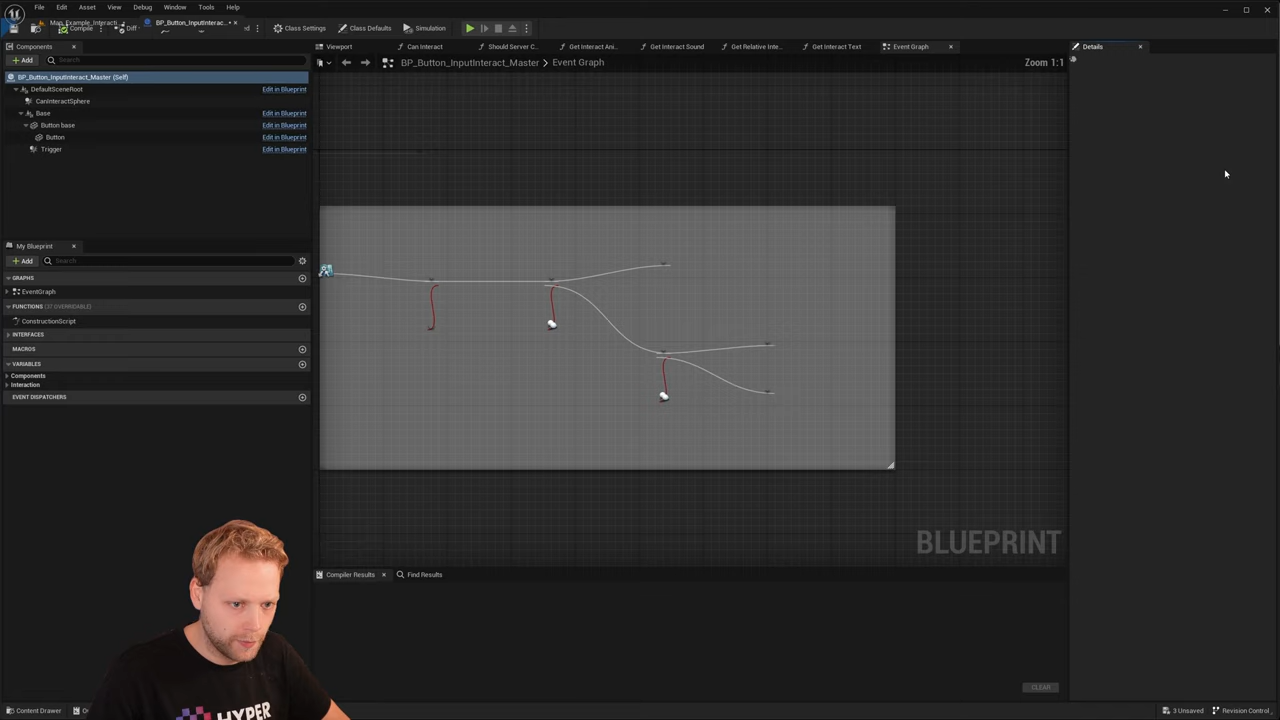 File Edit Asset View Debug Window Tools Help
BP_Button_InputInterac...
Compile Diff Class Settings Class Defaults Simulation
Components
Viewport Can Interact Should Server C... Get Interact Ani... Get Interact Sound Get Relative Inte... Get Interact Text Event Graph
Details
Add Search
BP_Button_InputInteract_Master > Event Graph
Zoom 1:1
BP_Button_InputInteract_Master (Self)
DefaultSceneRoot Edit in Blueprint
CanInteractSphere
Base Edit in Blueprint
Button base Edit in Blueprint
Button Edit in Blueprint
Trigger Edit in Blueprint
My Blueprint
Add Search
GRAPHS
EventGraph
FUNCTIONS (37 OVERRIDABLE)
ConstructionScript
INTERFACES
MACROS
VARIABLES
Components
Interaction
EVENT DISPATCHERS
BLUEPRINT
Compiler Results Find Results
CLEAR
HYPER
Content Drawer
3 Unsaved Revision Control